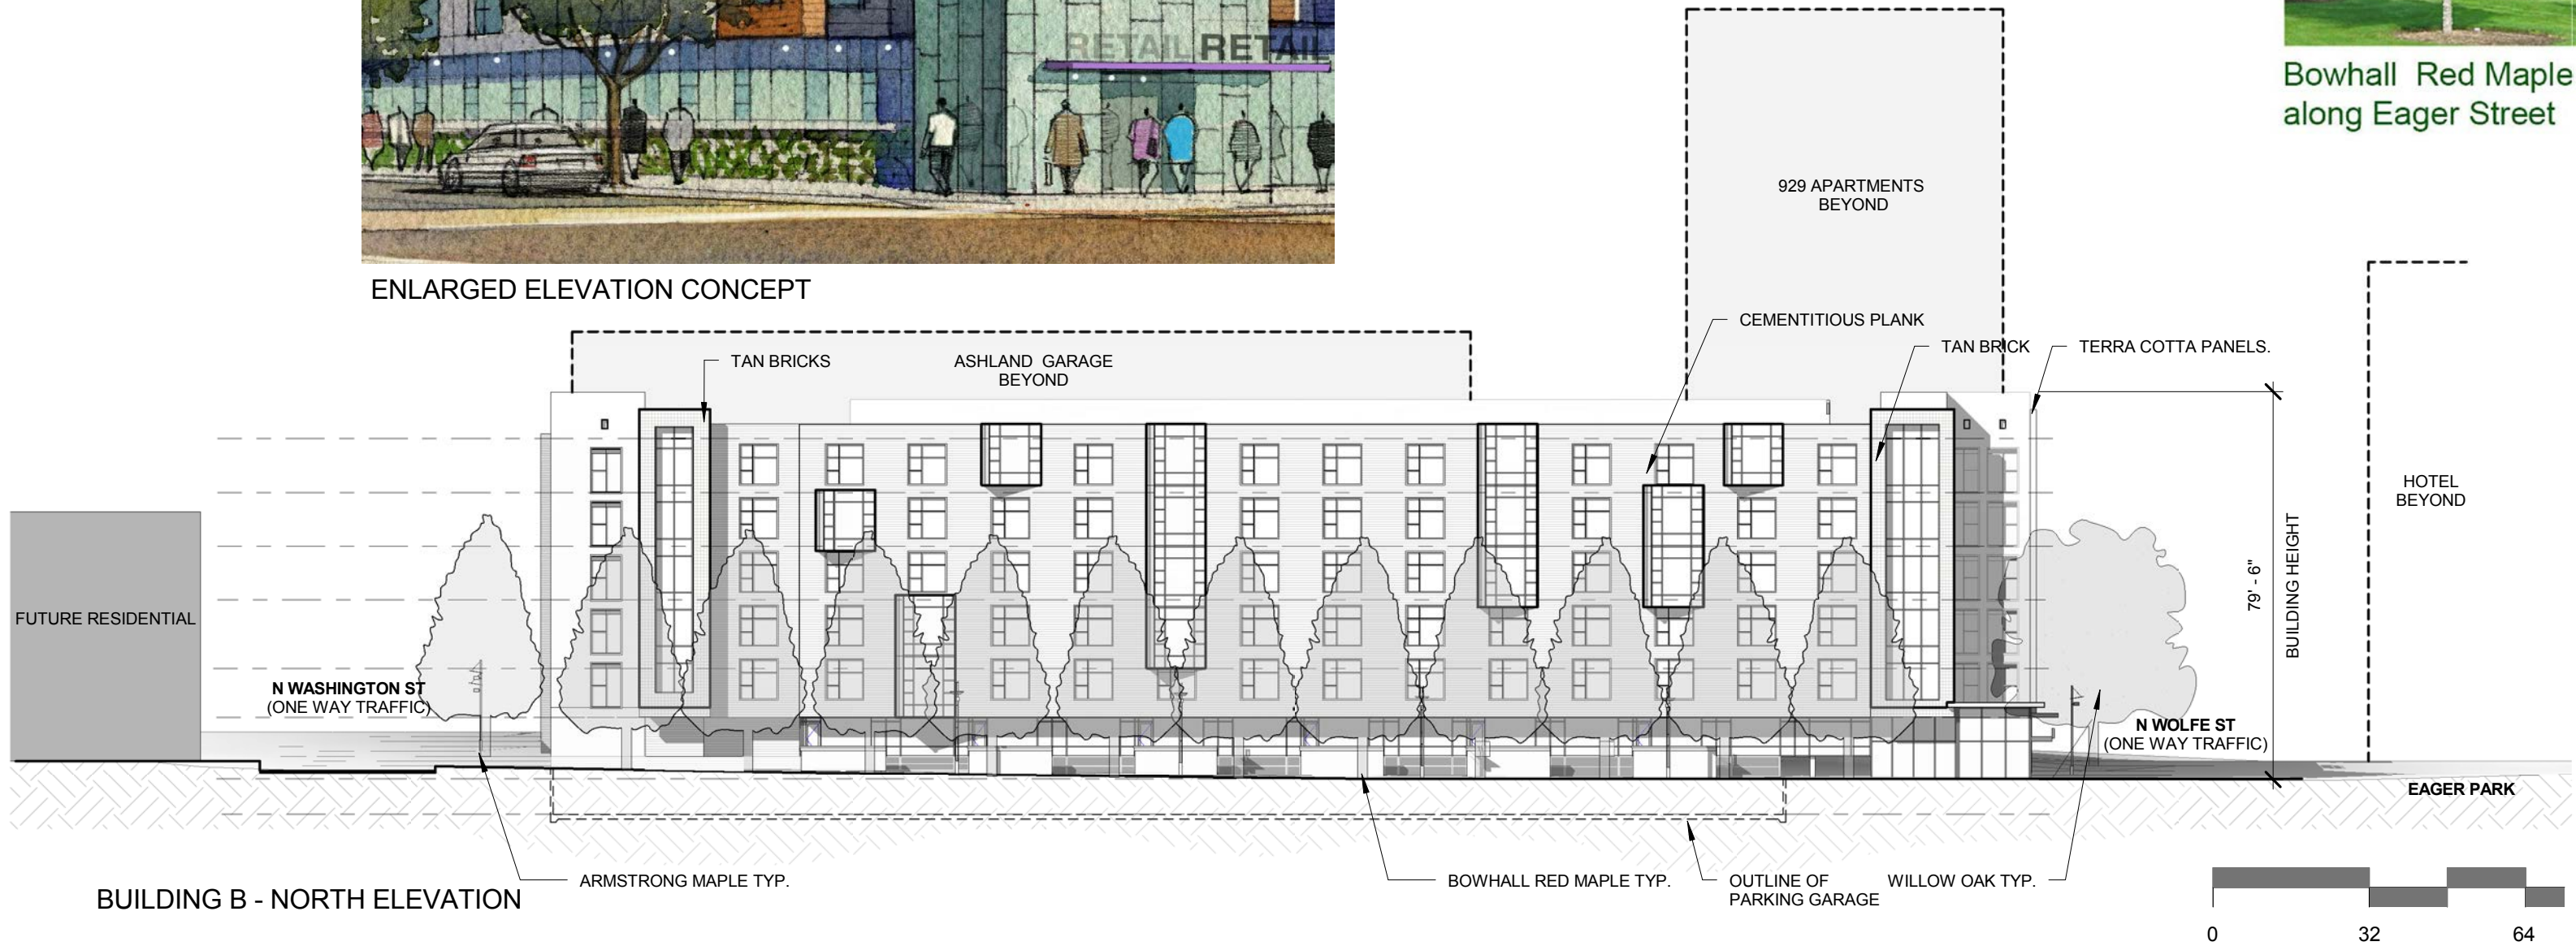 RETAIL RETAIL
Bowhall Red Maple
along Eager Street
ENLARGED ELEVATION CONCEPT
929 APARTMENTS
BEYOND
CEMENTITIOUS PLANK
TAN BRICKS
ASHLAND GARAGE
BEYOND
TAN BRICK
TERRA COTTA PANELS.
HOTEL
BEYOND
79' - 6"
BUILDING HEIGHT
FUTURE RESIDENTIAL
N WASHINGTON ST
(ONE WAY TRAFFIC)
N WOLFE ST
(ONE WAY TRAFFIC)
EAGER PARK
ARMSTRONG MAPLE TYP.
BOWHALL RED MAPLE TYP.
OUTLINE OF
PARKING GARAGE
WILLOW OAK TYP.
BUILDING B - NORTH ELEVATION
0 32 64